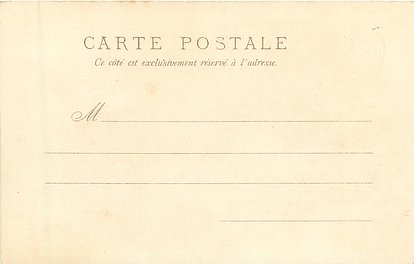 CARTE POSTALE
Ce côté est exclusivement réservé à l'adresse.
M